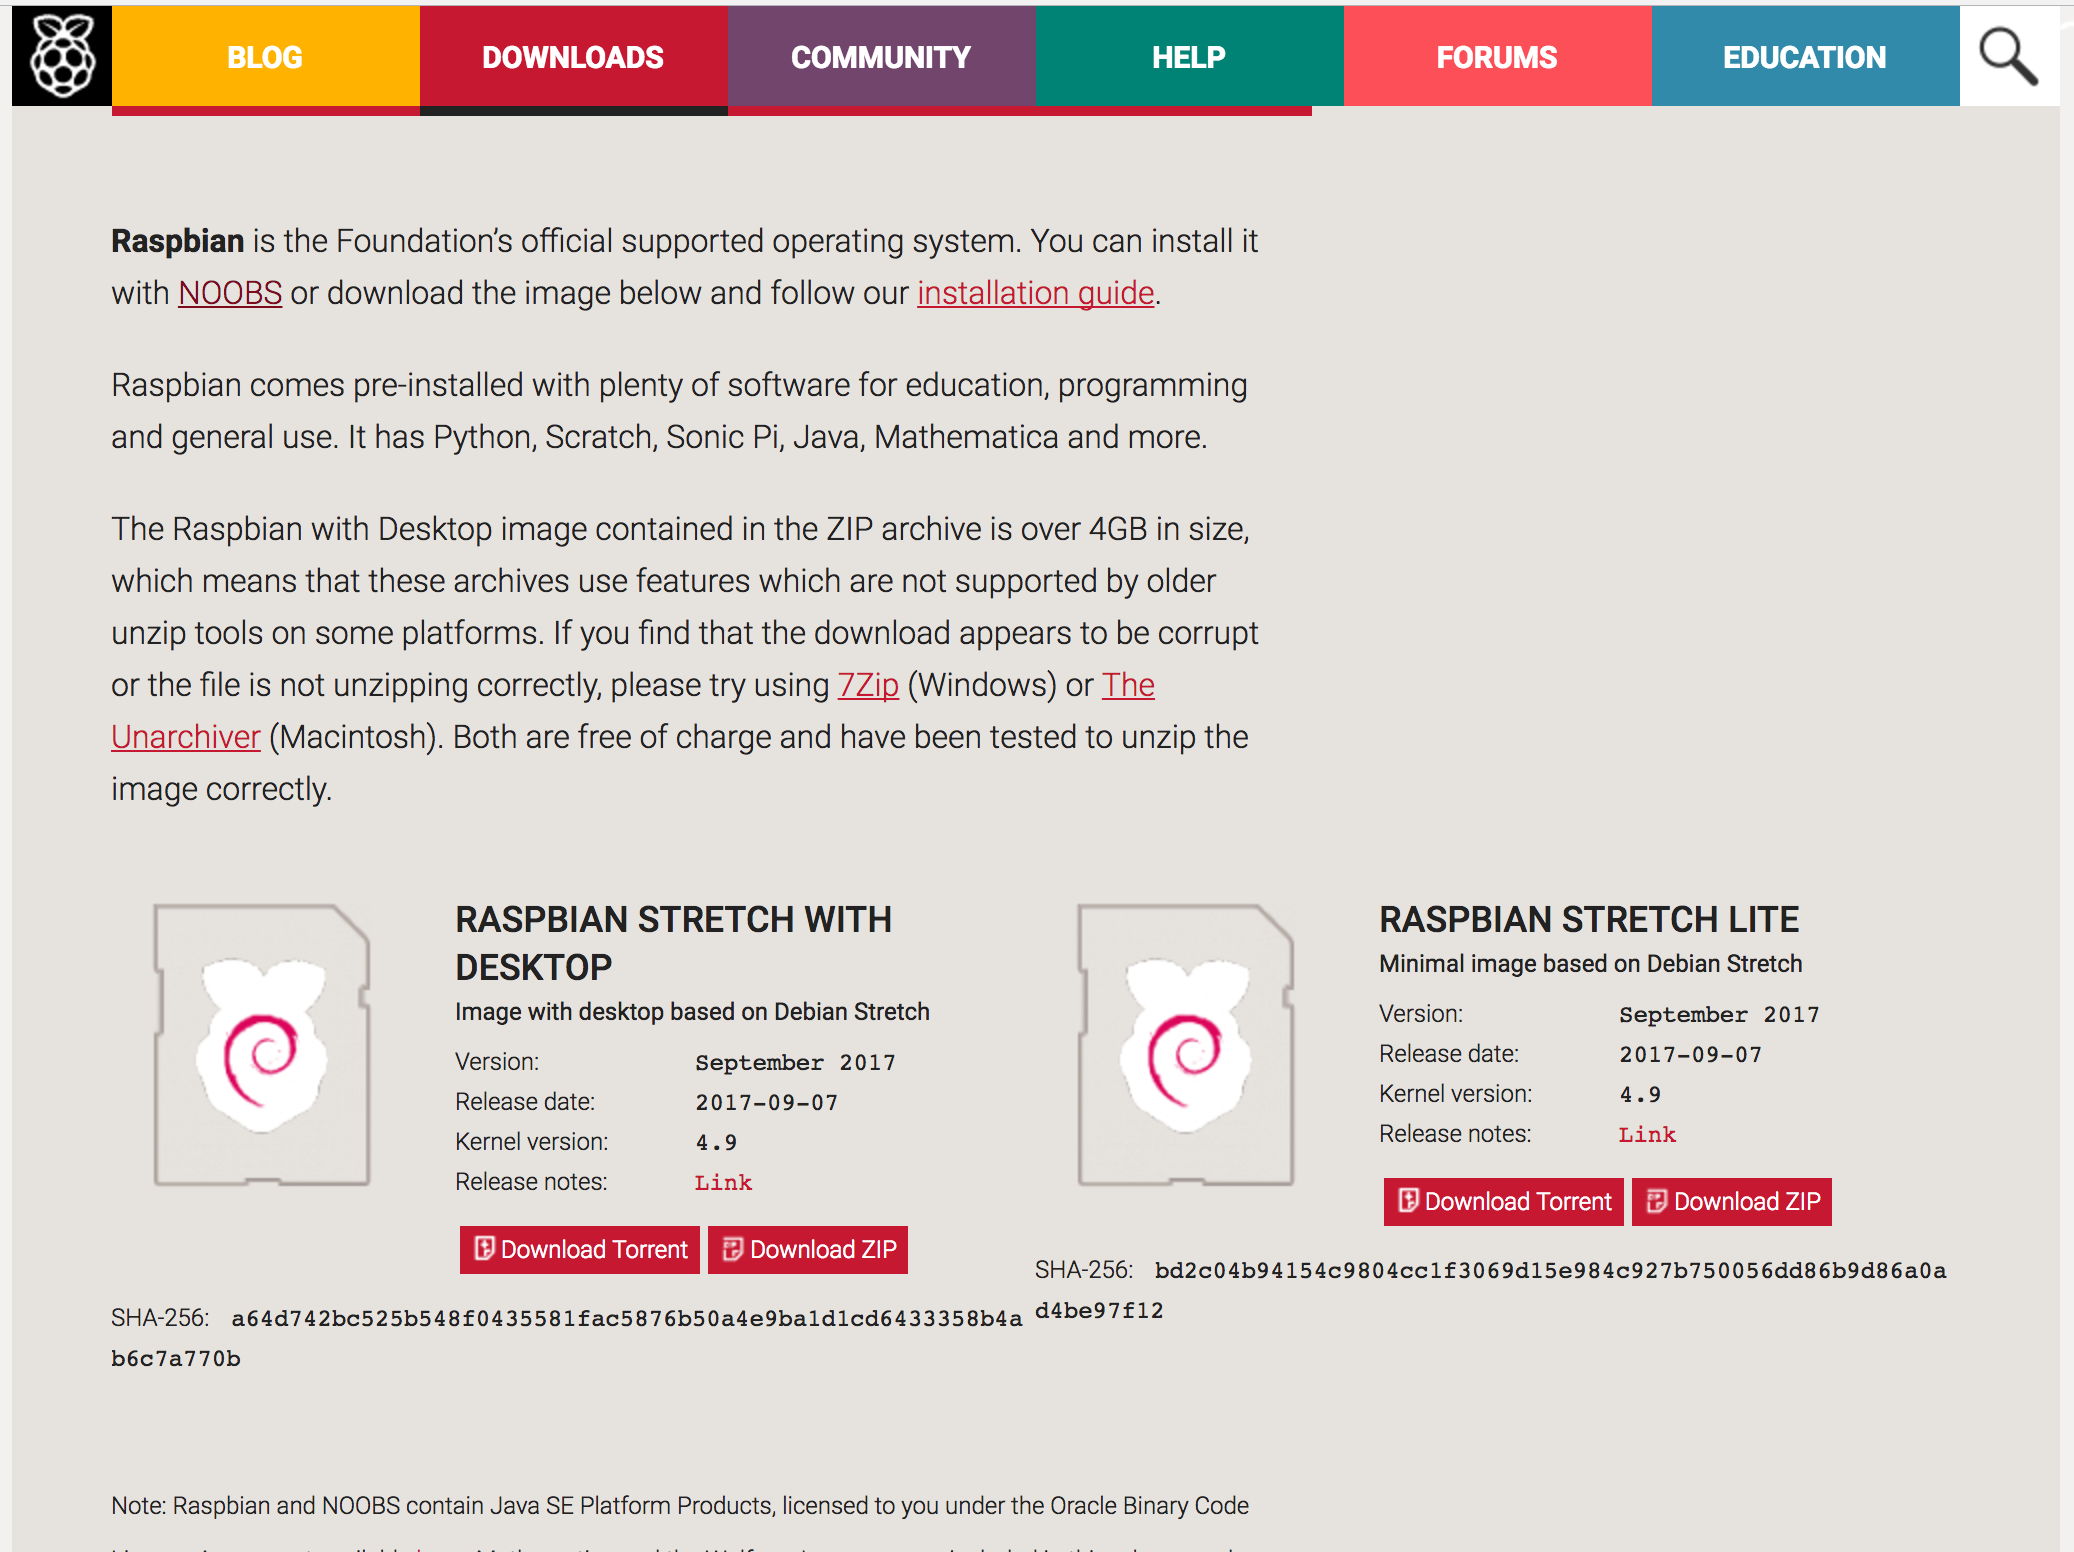 BLOG
DOWNLOADS
COMMUNITY
HELP
FORUMS
EDUCATION
Raspbian is the Foundation’s official supported operating system. You can install it
with NOOBS or download the image below and follow our installation guide.
Raspbian comes pre-installed with plenty of software for education, programming
and general use. It has Python, Scratch, Sonic Pi, Java, Mathematica and more.
The Raspbian with Desktop image contained in the ZIP archive is over 4GB in size,
which means that these archives use features which are not supported by older
unzip tools on some platforms. If you find that the download appears to be corrupt
or the file is not unzipping correctly, please try using 7Zip (Windows) or The
Unarchiver (Macintosh). Both are free of charge and have been tested to unzip the
image correctly.
RASPBIAN STRETCH WITH
DESKTOP
Image with desktop based on Debian Stretch
Version: September 2017
Release date: 2017-09-07
Kernel version: 4.9
Release notes: Link
Download Torrent
Download ZIP
SHA-256: a64d742bc525b548f0435581fac5876b50a4e9ba1d1cd6433358b4a
b6c7a770b
RASPBIAN STRETCH LITE
Minimal image based on Debian Stretch
Version: September 2017
Release date: 2017-09-07
Kernel version: 4.9
Release notes: Link
Download Torrent
Download ZIP
SHA-256: bd2c04b94154c9804cc1f3069d15e984c927b750056dd86b9d86a0a
d4be97f12
Note: Raspbian and NOOBS contain Java SE Platform Products, licensed to you under the Oracle Binary Code